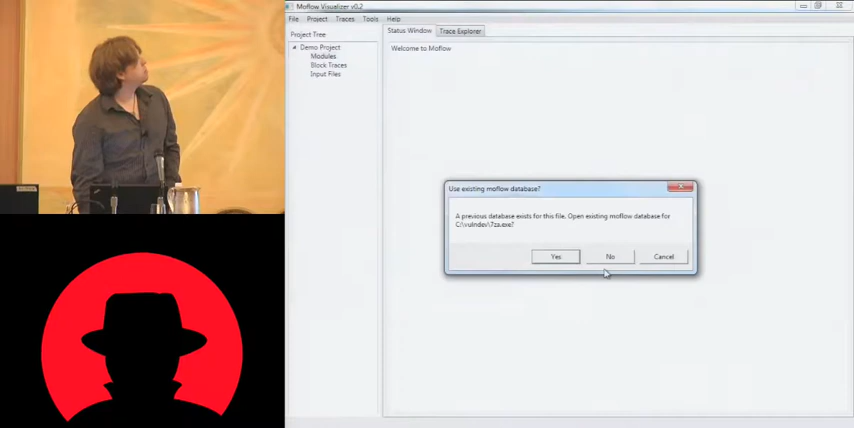 Moflow Visualizer v0.2
File Project Traces Tools Help
Project Tree
Demo Project
Modules
Block Traces
Input Files
Status Window Trace Explorer
Welcome to Moflow
Use existing moflow database?
A previous database exists for this file. Open existing moflow database for
C:\vulndev\7za.exe?
Yes No Cancel